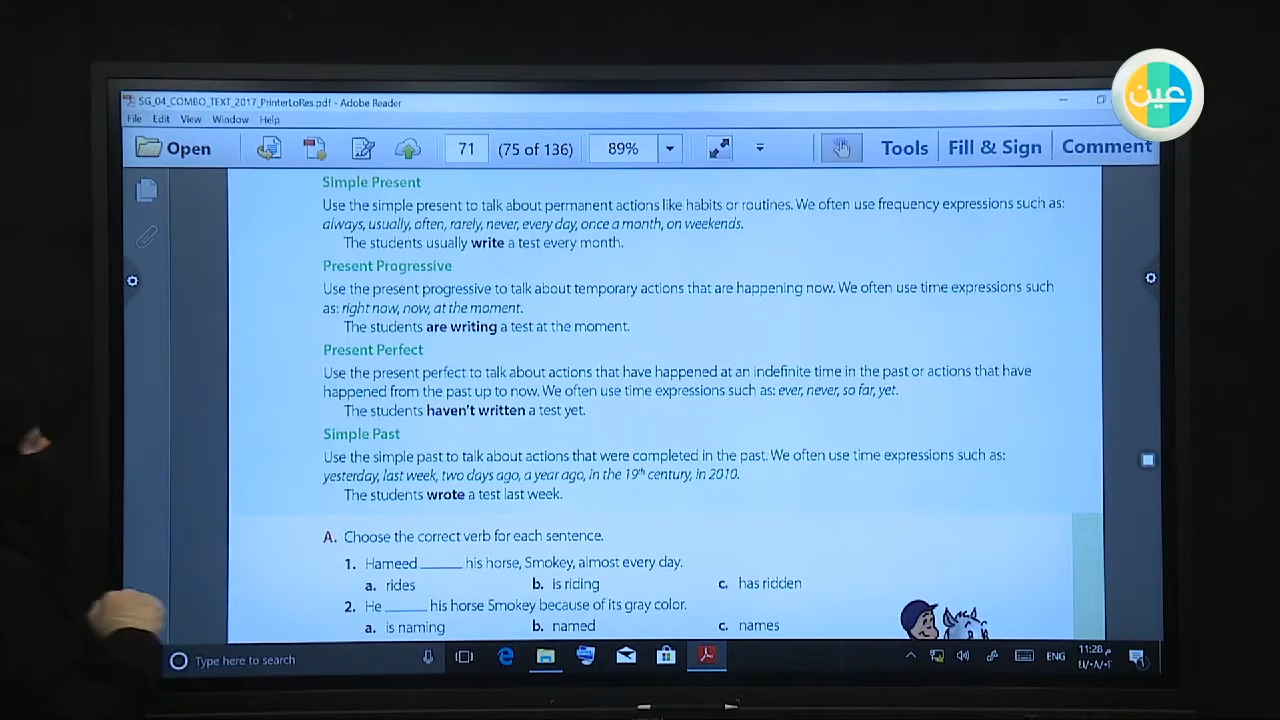 عين
SG_04_COMBO_TEXT_2017_PrinterLoRes.pdf - Adobe Reader
File Edit View Window Help
Open 71 (75 of 136) 89% Tools Fill & Sign Comment
Simple Present
Use the simple present to talk about permanent actions like habits or routines. We often use frequency expressions such as:
always, usually, often, rarely, never, every day, once a month, on weekends.
The students usually write a test every month.
Present Progressive
Use the present progressive to talk about temporary actions that are happening now. We often use time expressions such
as: right now, now, at the moment.
The students are writing a test at the moment.
Present Perfect
Use the present perfect to talk about actions that have happened at an indefinite time in the past or actions that have
happened from the past up to now. We often use time expressions such as: ever, never, so far, yet.
The students haven't written a test yet.
Simple Past
Use the simple past to talk about actions that were completed in the past. We often use time expressions such as:
yesterday, last week, two days ago, a year ago, in the 19th century, in 2010.
The students wrote a test last week.
A. Choose the correct verb for each sentence.
1. Hameed _____ his horse, Smokey, almost every day.
a. rides b. is riding c. has ridden
2. He _____ his horse Smokey because of its gray color.
a. is naming b. named c. names
Type here to search ENG 11:28 م